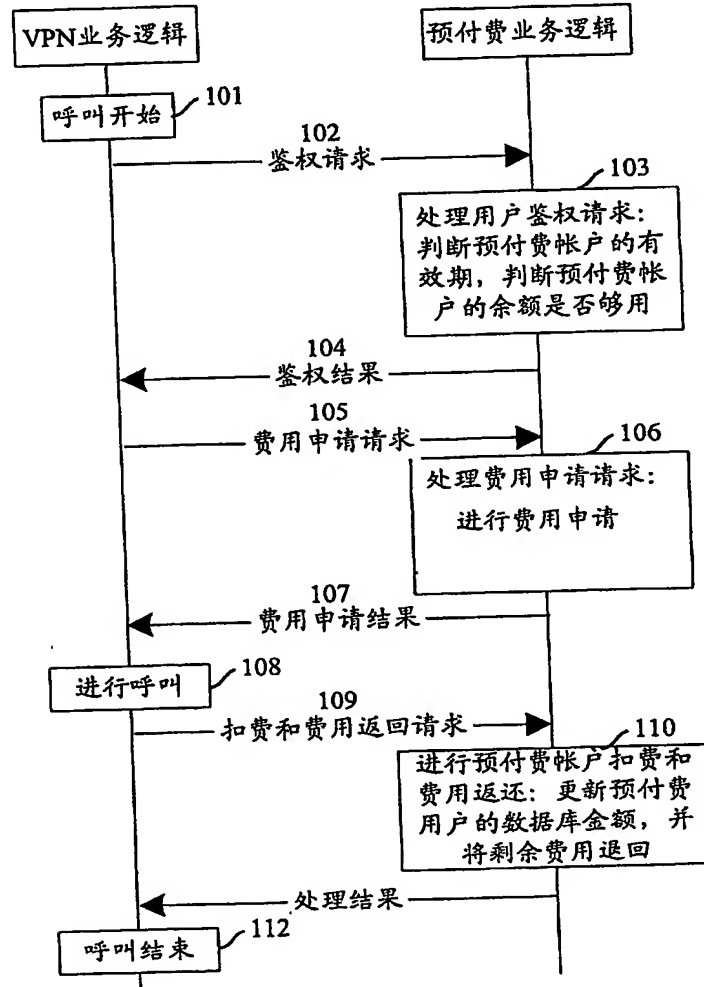 VPN业务逻辑
预付费业务逻辑
呼叫开始
101
102
鉴权请求
103
处理用户鉴权请求:
判断预付费帐户的有
效期, 判断预付费帐
户的余额是否够用
104
鉴权结果
105
费用申请请求
106
处理费用申请请求:
进行费用申请
107
费用申请结果
进行呼叫
108
109
扣费和费用返回请求
110
进行预付费帐户扣费和
费用返还: 更新预付费
用户的数据库金额, 并
将剩余费用退回
处理结果
呼叫结束
112